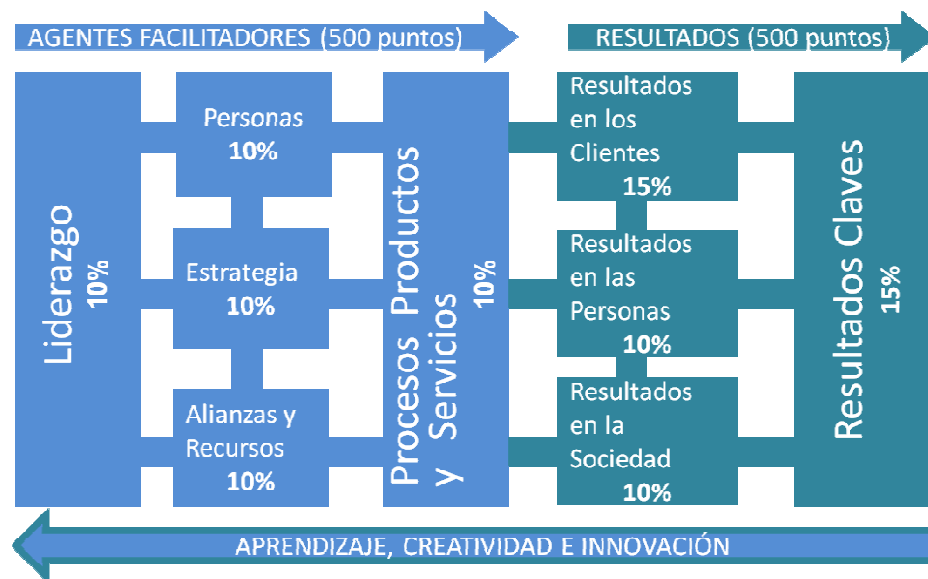 AGENTES FACILITADORES (500 puntos)
RESULTADOS (500 puntos)
Liderazgo
10%
Personas
10%
Estrategia
10%
Alianzas y
Recursos
10%
Procesos Productos
y Servicios
10%
Resultados
en los
Clientes
15%
Resultados
en las
Personas
10%
Resultados
en la
Sociedad
10%
Resultados Claves
15%
APRENDIZAJE, CREATIVIDAD E INNOVACIÓN